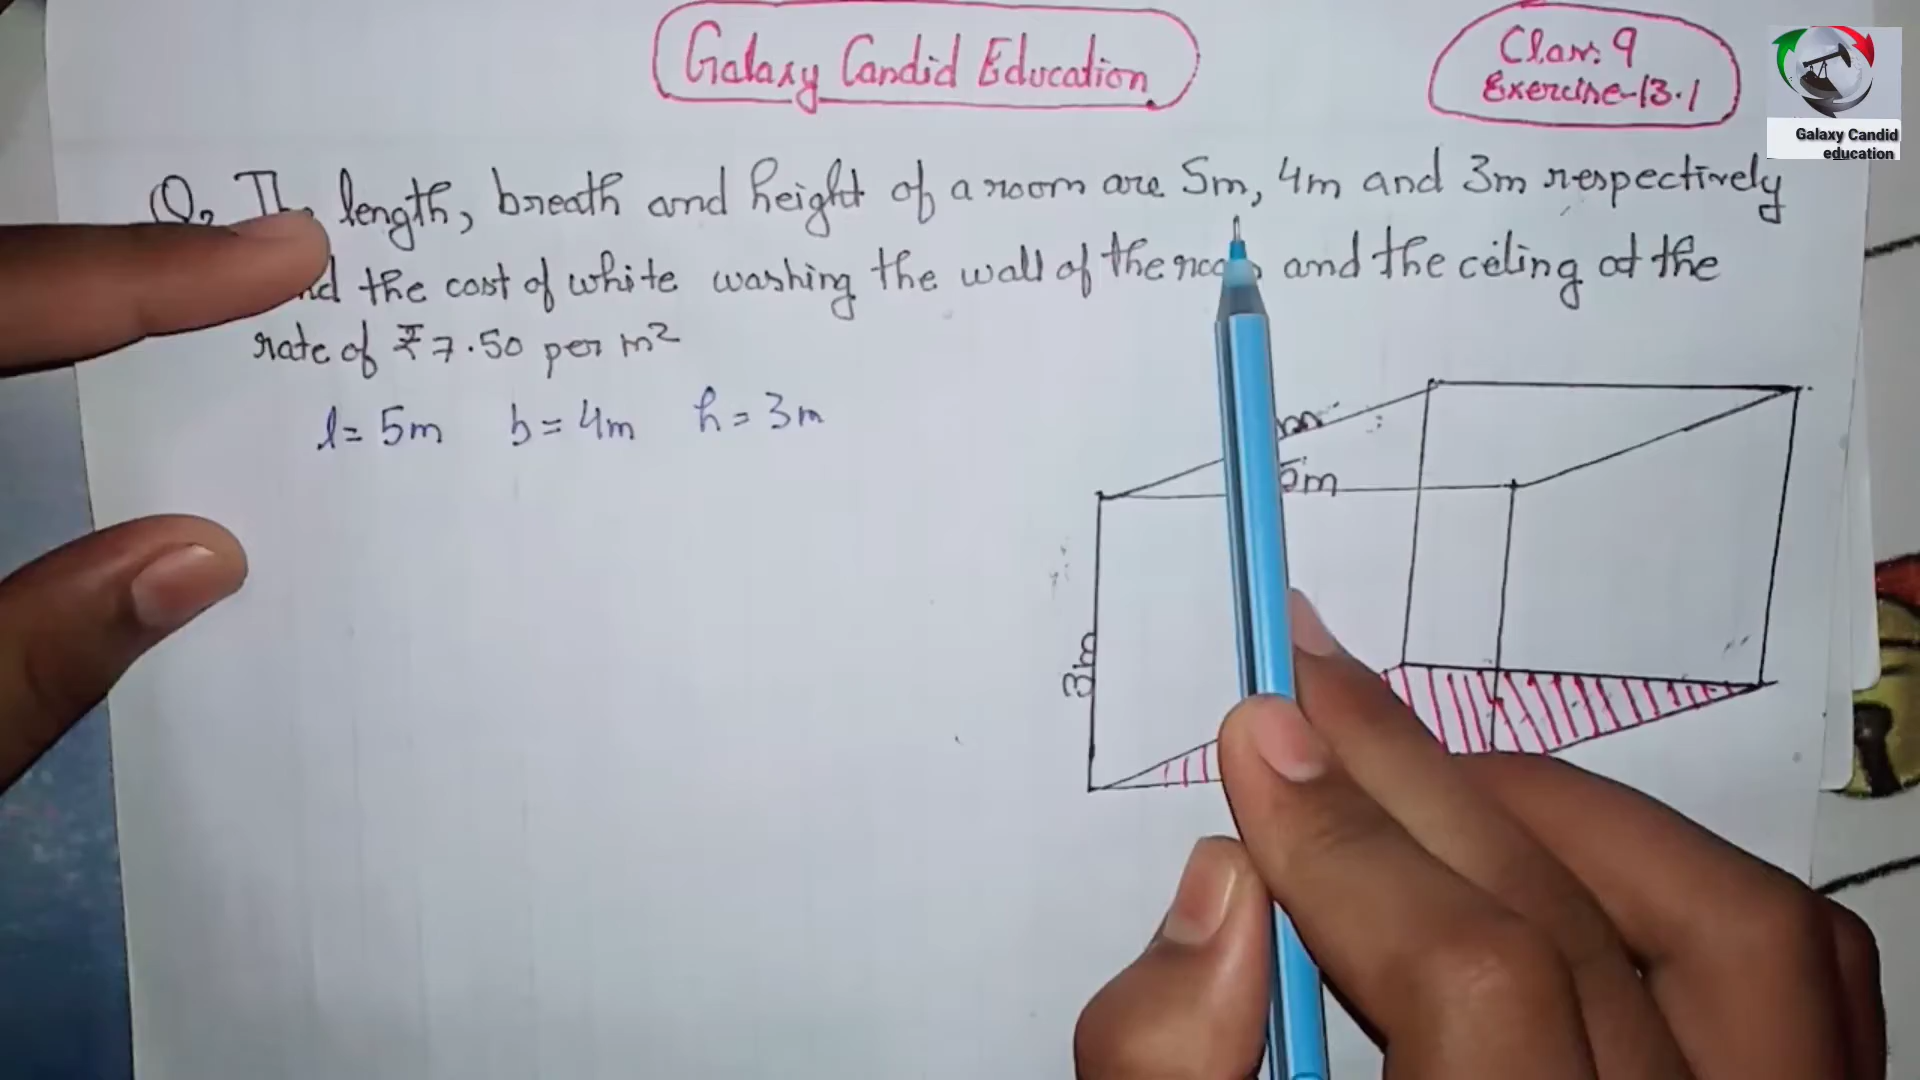 Galaxy Candid Education
Class. 9
Exercise-13.1
Galaxy Candid
education
Q. length, breath and height of a room are 5m, 4m and 3m respectively
the cost of white washing the wall of the and the ceiling at the
rate of ₹7.50 per m²
l = 5m b = 4m h = 3m
5m
3m